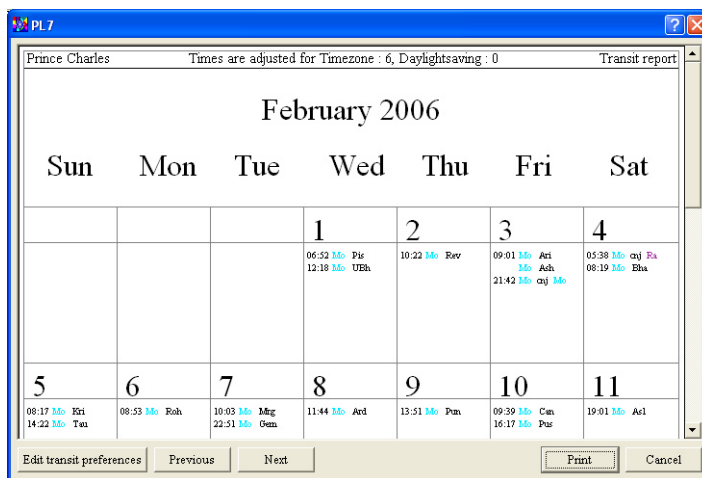 PL7
Prince Charles Times are adjusted for Timezone : 6, Daylightsaving : 0 Transit report
February 2006
Sun Mon Tue Wed Thu Fri Sat
1 2 3 4
06:52 Mo Pis 10:22 Mo Rev 09:01 Mo Ari 05:38 Mo cnj Ra
12:18 Mo UBh Mo Ash 08:19 Mo Bha
21:42 Mo cnj Mo
5 6 7 8 9 10 11
08:17 Mo Kri 08:53 Mo Roh 10:03 Mo Mrg 11:44 Mo Ard 13:51 Mo Pun 09:39 Mo Can 19:01 Mo Asl
14:22 Mo Tau 22:51 Mo Gem 16:17 Mo Pus
Edit transit preferences Previous Next Print Cancel